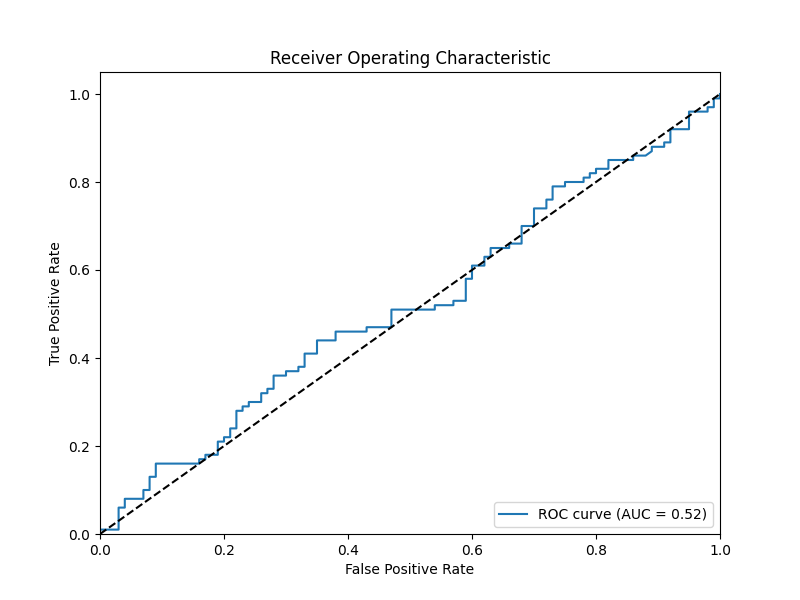 Receiver Operating Characteristic
True Positive Rate
1.0
0.8
0.6
0.4
0.2
0.0
0.0 0.2 0.4 0.6 0.8 1.0
False Positive Rate
ROC curve (AUC = 0.52)